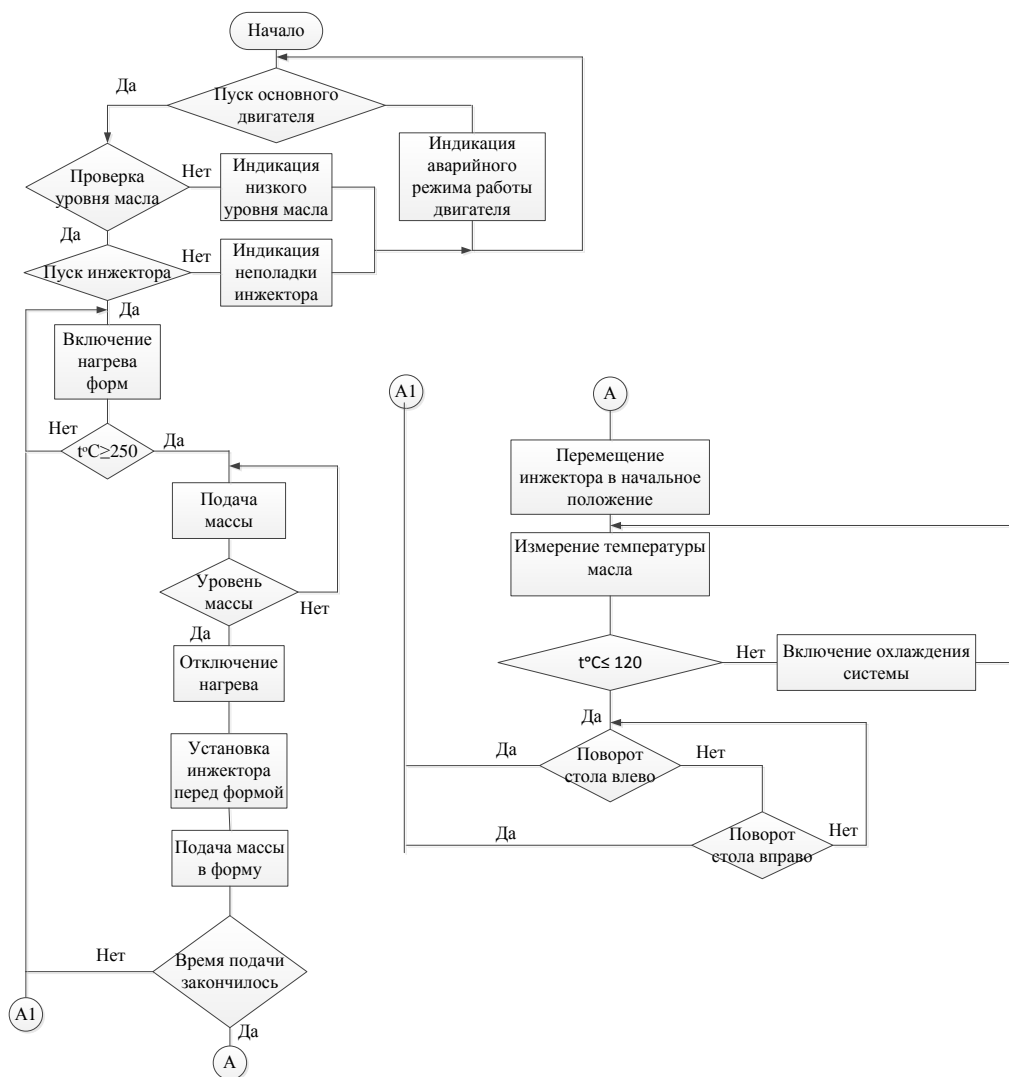 Начало
Да
Пуск основного
двигателя
Индикация
аварийного
режима работы
двигателя
Проверка
уровня масла
Нет
Индикация
низкого
уровня масла
Да
Пуск инжектора
Нет
Индикация
неполадки
инжектора
Да
Включение
нагрева
форм
Нет
t°C≥250
Да
Подача
массы
Уровень
массы
Нет
Да
Отключение
нагрева
Установка
инжектора
перед формой
Подача массы
в форму
Нет
Время подачи
закончилось
А1
Да
А
А1
А
Перемещение
инжектора в начальное
положение
Измерение температуры
масла
t°C≤ 120
Нет
Включение охлаждения
системы
Да
Да
Поворот
стола влево
Нет
Да
Поворот
стола вправо
Нет